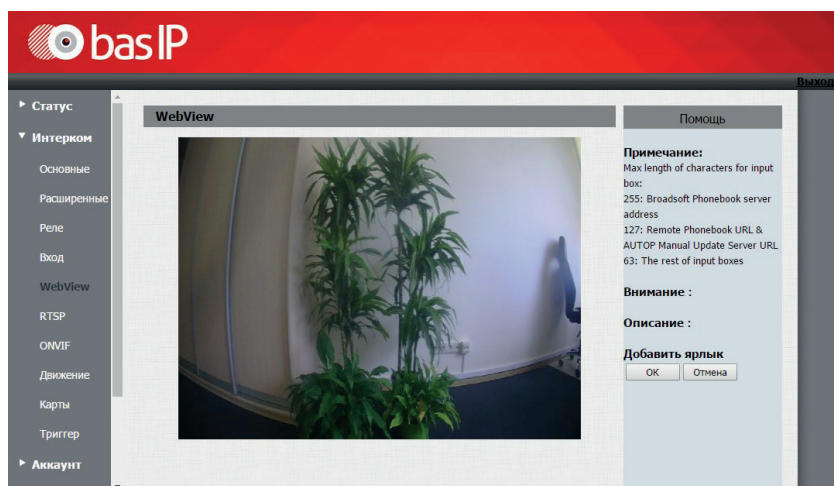 bas IP
Выход
Статус
Интерком
Основные
Расширенные
Реле
Вход
WebView
RTSP
ONVIF
Движение
Карты
Триггер
Аккаунт
WebView
Помощь
Примечание:
Max length of characters for input
box:
255: Broadsoft Phonebook server
address
127: Remote Phonebook URL &
AUTOP Manual Update Server URL
63: The rest of input boxes
Внимание :
Описание :
Добавить ярлык
ОК Отмена